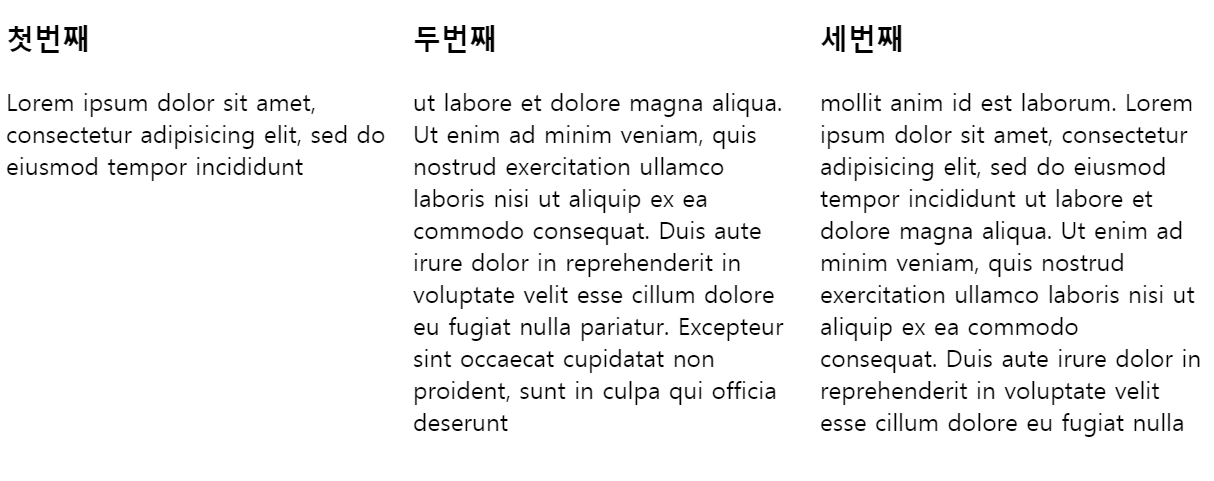 첫번째
Lorem ipsum dolor sit amet,
consectetur adipisicing elit, sed do
eiusmod tempor incididunt
두번째
ut labore et dolore magna aliqua.
Ut enim ad minim veniam, quis
nostrud exercitation ullamco
laboris nisi ut aliquip ex ea
commodo consequat. Duis aute
irure dolor in reprehenderit in
voluptate velit esse cillum dolore
eu fugiat nulla pariatur. Excepteur
sint occaecat cupidatat non
proident, sunt in culpa qui officia
deserunt
세번째
mollit anim id est laborum. Lorem
ipsum dolor sit amet, consectetur
adipisicing elit, sed do eiusmod
tempor incididunt ut labore et
dolore magna aliqua. Ut enim ad
minim veniam, quis nostrud
exercitation ullamco laboris nisi ut
aliquip ex ea commodo
consequat. Duis aute irure dolor in
reprehenderit in voluptate velit
esse cillum dolore eu fugiat nulla